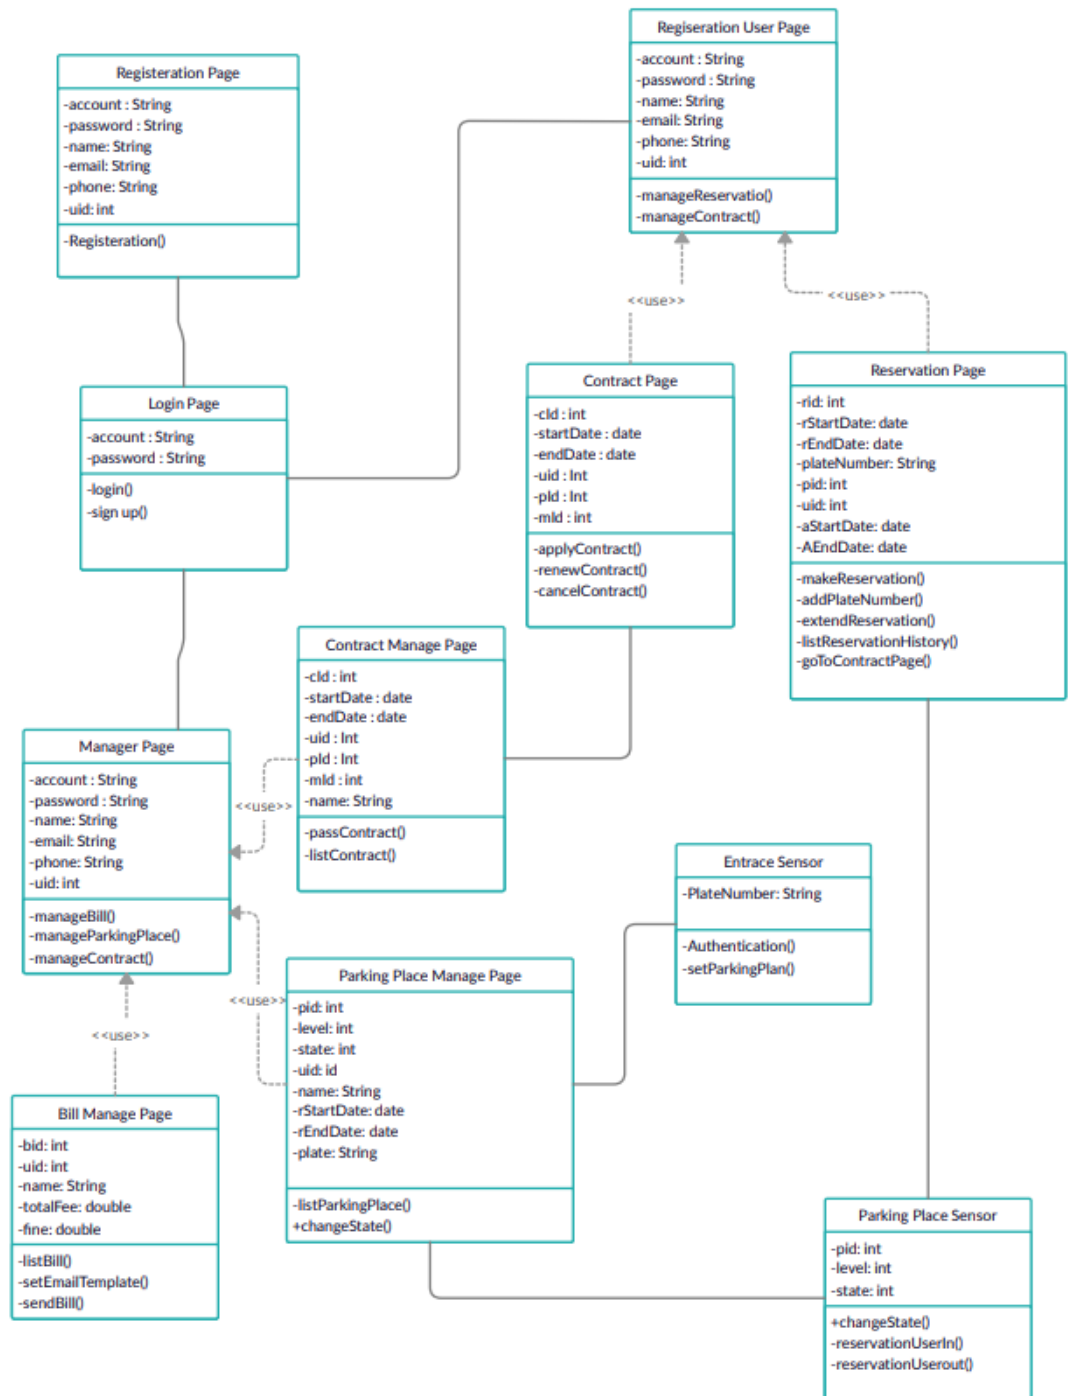 Regiseration User Page
-account : String
-password : String
-name: String
-email: String
-phone: String
-uid: int
-manageReservatio()
-manageContract()
Registeration Page
-account : String
-password : String
-name: String
-email: String
-phone: String
-uid: int
-Registeration()
<<use>>
<<use>>
Login Page
-account : String
-password : String
-login()
-sign up()
Contract Page
-cId : int
-startDate : date
-endDate : date
-uid : Int
-pId : Int
-mId : int
-applyContract()
-renewContract()
-cancelContract()
Reservation Page
-rid: int
-rStartDate: date
-rEndDate: date
-plateNumber: String
-pid: int
-uid: int
-aStartDate: date
-AEndDate: date
-makeReservation()
-addPlateNumber()
-extendReservation()
-listReservationHistory()
-goToContractPage()
Contract Manage Page
-cId : int
-startDate : date
-endDate : date
-uid : Int
-pId : Int
-mId : int
-name: String
-passContract()
-listContract()
Manager Page
-account : String
-password : String
-name: String
-email: String
-phone: String
-uid: int
-manageBill()
-manageParkingPlace()
-manageContract()
<<use>>
Entrace Sensor
-PlateNumber: String
-Authentication()
-setParkingPlan()
<<use>>
Parking Place Manage Page
-pid: int
-level: int
-state: int
-uid: id
-name: String
-rStartDate: date
-rEndDate: date
-plate: String
-listParkingPlace()
+changeState()
<<use>>
Bill Manage Page
-bid: int
-uid: int
-name: String
-totalFee: double
-fine: double
-listBill()
-setEmailTemplate()
-sendBill()
Parking Place Sensor
-pid: int
-level: int
-state: int
+changeState()
-reservationUserIn()
-reservationUserout()